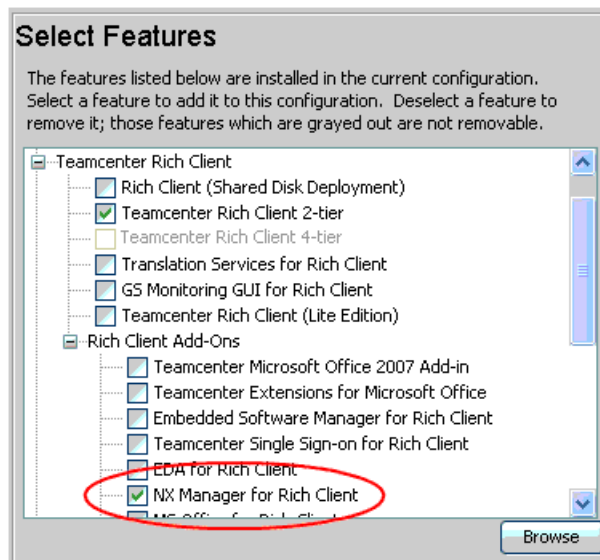 Select Features
The features listed below are installed in the current configuration.
Select a feature to add it to this configuration.  Deselect a feature to
remove it; those features which are grayed out are not removable.
Teamcenter Rich Client
Rich Client (Shared Disk Deployment)
Teamcenter Rich Client 2-tier
Teamcenter Rich Client 4-tier
Translation Services for Rich Client
GS Monitoring GUI for Rich Client
Teamcenter Rich Client (Lite Edition)
Rich Client Add-Ons
Teamcenter Microsoft Office 2007 Add-in
Teamcenter Extensions for Microsoft Office
Embedded Software Manager for Rich Client
Teamcenter Single Sign-on for Rich Client
EDA for Rich Client
NX Manager for Rich Client
MS Office for Rich Client
Browse